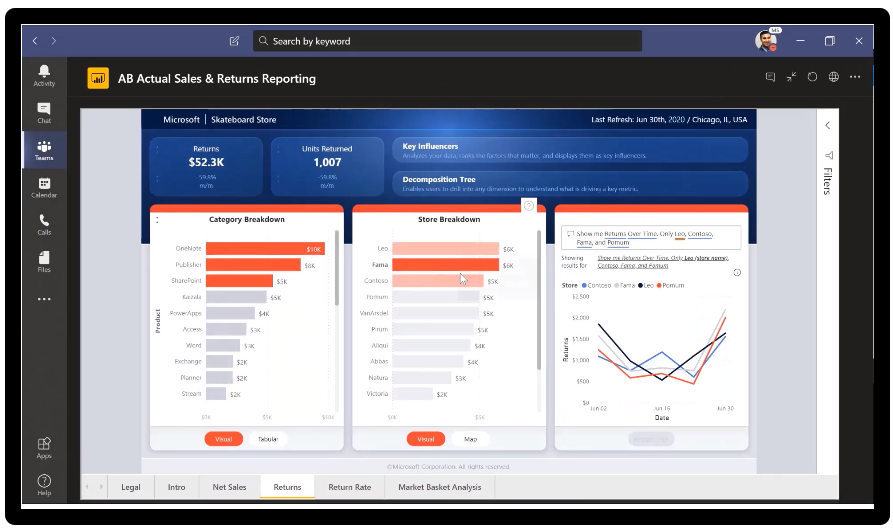 Search by keyword
MS
Activity
Chat
Teams
Calendar
Calls
Files
Apps
Help
AB Actual Sales & Returns Reporting
Microsoft | Skateboard Store
Last Refresh: Jun 30th, 2020 / Chicago, IL, USA
Returns
$52.3K
-59.8%
m/m
Units Returned
1,007
-59.8%
m/m
Key Influencers
Analyzes your data, ranks the factors that matter, and displays them as key influencers.
Decomposition Tree
Enables users to drill into any dimension to understand what is driving a key metric.
Category Breakdown
Product
OneNote $10K
Publisher $8K
SharePoint $5K
Kaizala $5K
PowerApps $4K
Access $3K
Word $3K
Exchange $2K
Planner $2K
Stream $2K
$0K $5K $10K
Visual Tabular
Store Breakdown
Leo $6K
Fama $6K
Contoso $5K
Pomum $5K
VanArsdel $5K
Pirum $5K
Aliqui $4K
Abbas $4K
Natura $3K
Victoria $2K
$0K $5K
Visual Map
Show me Returns Over Time. Only Leo, Contoso,
Fama, and Pomum
Showing results for
Show me Returns Over Time. Only Leo (store name),
Contoso, Fama, and Pomum
Store Contoso Fama Leo Pomum
Returns
$2,500
$2,000
$1,500
$1,000
$500
$0
Jun 02 Jun 16 Jun 30
Date
Filters
©Microsoft Corporation. All rights reserved.
Legal Intro Net Sales Returns Return Rate Market Basket Analysis